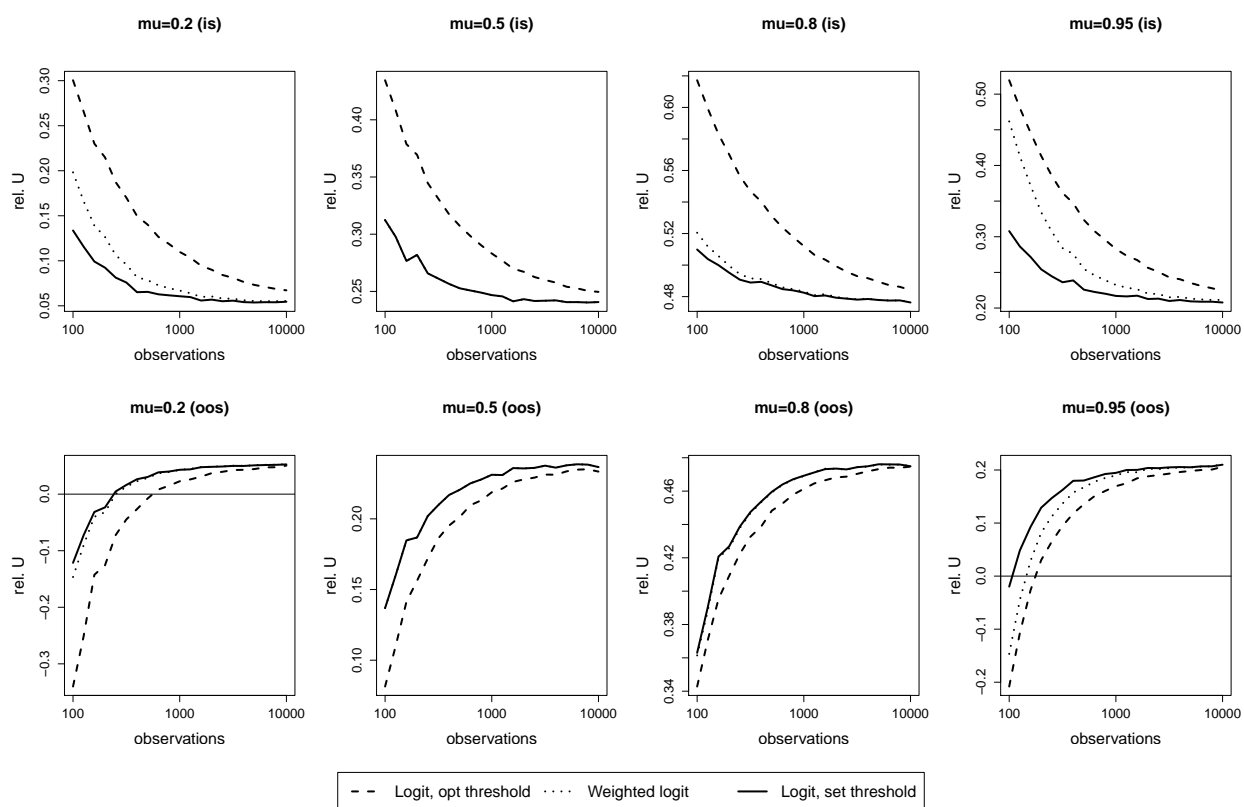 mu=0.2 (is)
mu=0.5 (is)
mu=0.8 (is)
mu=0.95 (is)
rel. U
0.30
0.25
0.20
0.15
0.10
0.05
100
1000
10000
observations
rel. U
0.40
0.35
0.30
0.25
100
1000
10000
observations
rel. U
0.60
0.56
0.52
0.48
100
1000
10000
observations
rel. U
0.50
0.40
0.30
0.20
100
1000
10000
observations
mu=0.2 (oos)
mu=0.5 (oos)
mu=0.8 (oos)
mu=0.95 (oos)
rel. U
0.0
−0.1
−0.2
−0.3
100
1000
10000
observations
rel. U
0.20
0.15
0.10
100
1000
10000
observations
rel. U
0.46
0.42
0.38
0.34
100
1000
10000
observations
rel. U
0.2
0.1
0.0
−0.1
−0.2
100
1000
10000
observations
Logit, opt threshold
Weighted logit
Logit, set threshold